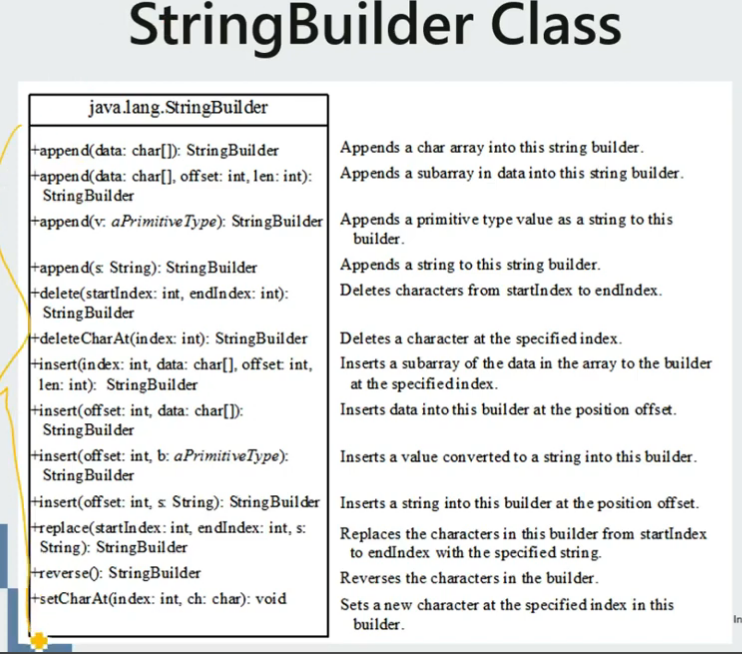 StringBuilder Class
java.lang.StringBuilder
+append(data: char[]): StringBuilder
Appends a char array into this string builder.
+append(data: char[], offset: int, len: int):
StringBuilder
Appends a subarray in data into this string builder.
+append(v: aPrimitiveType): StringBuilder
Appends a primitive type value as a string to this
builder.
+append(s: String): StringBuilder
Appends a string to this string builder.
+delete(startIndex: int, endIndex: int):
StringBuilder
Deletes characters from startIndex to endIndex.
+deleteCharAt(index: int): StringBuilder
Deletes a character at the specified index.
+insert(index: int, data: char[], offset: int,
len: int): StringBuilder
Inserts a subarray of the data in the array to the builder
at the specified index.
+insert(offset: int, data: char[]):
StringBuilder
Inserts data into this builder at the position offset.
+insert(offset: int, b: aPrimitiveType):
StringBuilder
Inserts a value converted to a string into this builder.
+insert(offset: int, s: String): StringBuilder
Inserts a string into this builder at the position offset.
+replace(startIndex: int, endIndex: int, s:
String): StringBuilder
Replaces the characters in this builder from startIndex
to endIndex with the specified string.
+reverse(): StringBuilder
Reverses the characters in the builder.
+setCharAt(index: int, ch: char): void
Sets a new character at the specified index in this
builder.